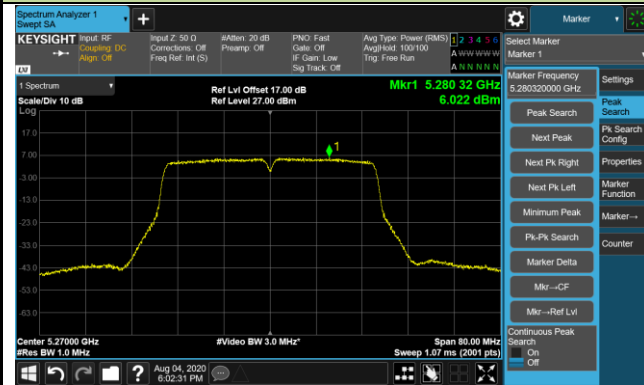 Spectrum Analyzer 1
Swept SA
Marker
KEYSIGHT
Input: RF
Coupling: DC
Align: Off
Input Z: 50 Ω
Corrections: Off
Freq Ref: Int (S)
#Atten: 20 dB
Preamp: Off
PNO: Fast
Gate: Off
IF Gain: Low
Sig Track: Off
Avg Type: Power (RMS)
Avg|Hold: 100/100
Trig: Free Run
1 2 3 4 5 6
A W W W W W
A N N N N N
LXI
Select Marker
Marker 1
1 Spectrum
Scale/Div 10 dB
Log
Ref Lvl Offset 17.00 dB
Ref Level 27.00 dBm
Mkr1 5.280 32 GHz
6.022 dBm
17.0
7.00
-3.00
-13.0
-23.0
-33.0
-43.0
-53.0
-63.0
1
Center 5.27000 GHz
#Res BW 1.0 MHz
#Video BW 3.0 MHz*
Span 80.00 MHz
Sweep 1.07 ms (2001 pts)
Marker Frequency
5.280320000 GHz
Peak Search
Next Peak
Next Pk Right
Next Pk Left
Minimum Peak
Pk-Pk Search
Marker Delta
Mkr→CF
Mkr→Ref Lvl
Continuous Peak
Search
On
Off
Settings
Peak
Search
Pk Search
Config
Properties
Marker
Function
Marker→
Counter
Aug 04, 2020
6:02:31 PM